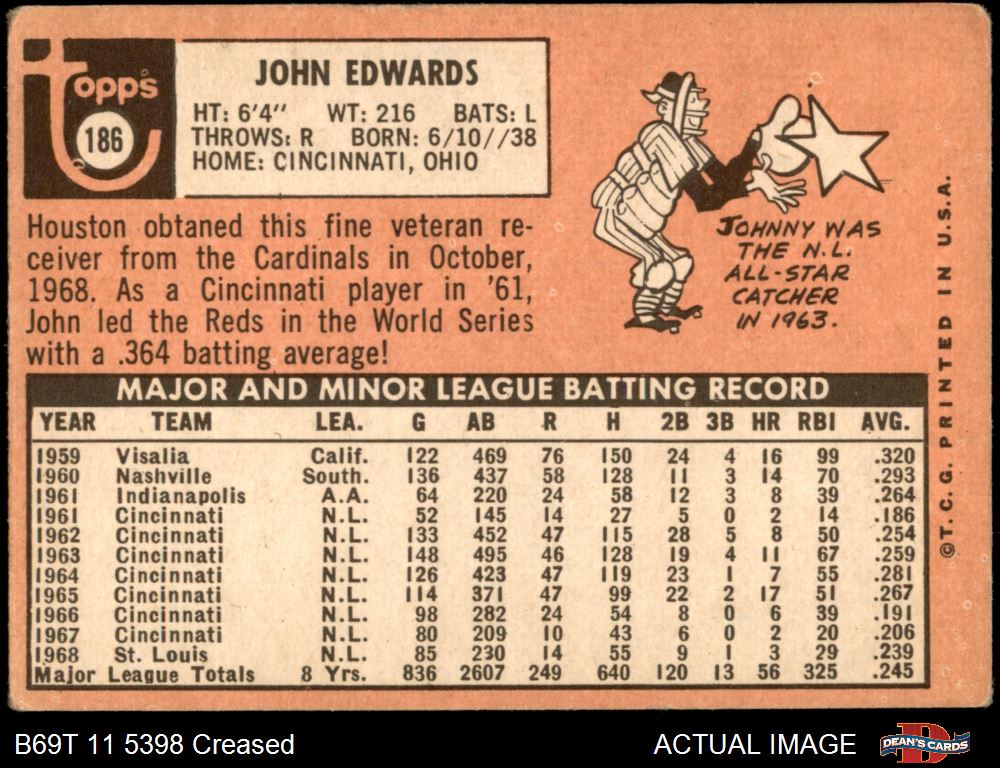 Topps
186
JOHN EDWARDS
HT: 6'4" WT: 216 BATS: L
THROWS: R BORN: 6/10//38
HOME: CINCINNATI, OHIO
Houston obtaned this fine veteran re-
ceiver from the Cardinals in October,
1968. As a Cincinnati player in '61,
John led the Reds in the World Series
with a .364 batting average!
JOHNNY WAS
THE N.L.
ALL-STAR
CATCHER
IN 1963.
MAJOR AND MINOR LEAGUE BATTING RECORD
YEAR TEAM LEA. G AB R H 2B 3B HR RBI AVG.
1959 Visalia Calif. 122 469 76 150 24 4 16 99 .320
1960 Nashville South. 136 437 58 128 11 3 14 70 .293
1961 Indianapolis A.A. 64 220 24 58 12 3 8 39 .264
1961 Cincinnati N.L. 52 145 14 27 5 0 2 14 .186
1962 Cincinnati N.L. 133 452 47 115 28 5 8 50 .254
1963 Cincinnati N.L. 148 495 46 128 19 4 11 67 .259
1964 Cincinnati N.L. 126 423 47 119 23 1 7 55 .281
1965 Cincinnati N.L. 114 371 47 99 22 2 17 51 .267
1966 Cincinnati N.L. 98 282 24 54 8 0 6 39 .191
1967 Cincinnati N.L. 80 209 10 43 6 0 2 20 .206
1968 St. Louis N.L. 85 230 14 55 9 1 3 29 .239
Major League Totals 8 Yrs. 836 2607 249 640 120 13 56 325 .245
©T.C.G. PRINTED IN U.S.A.
B69T 11 5398 Creased
ACTUAL IMAGE
DEAN'S CARDS